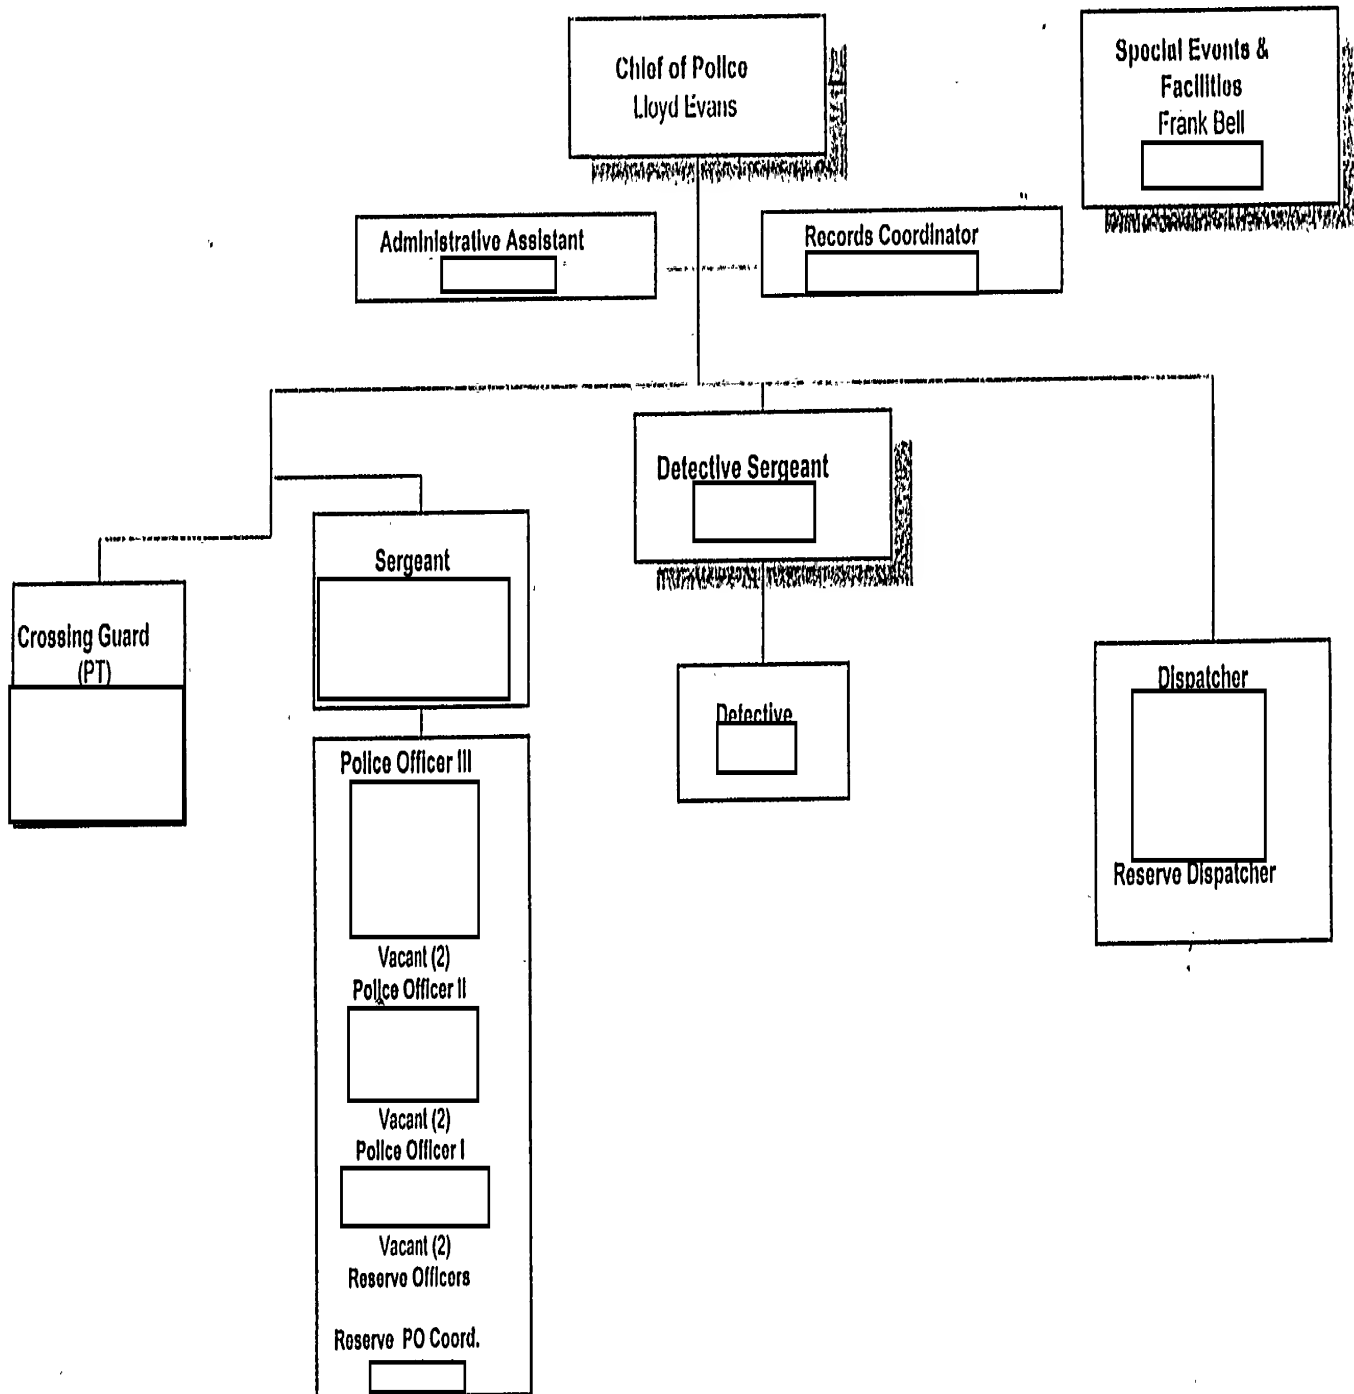 Chief of Police
Lloyd Evans
Special Events &
Facilities
Frank Bell
Administrative Assistant
Records Coordinator
Detective Sergeant
Sergeant
Crossing Guard
(PT)
Detective
Dispatcher
Reserve Dispatcher
Police Officer III
Vacant (2)
Police Officer II
Vacant (2)
Police Officer I
Vacant (2)
Reserve Officers
Reserve PO Coord.